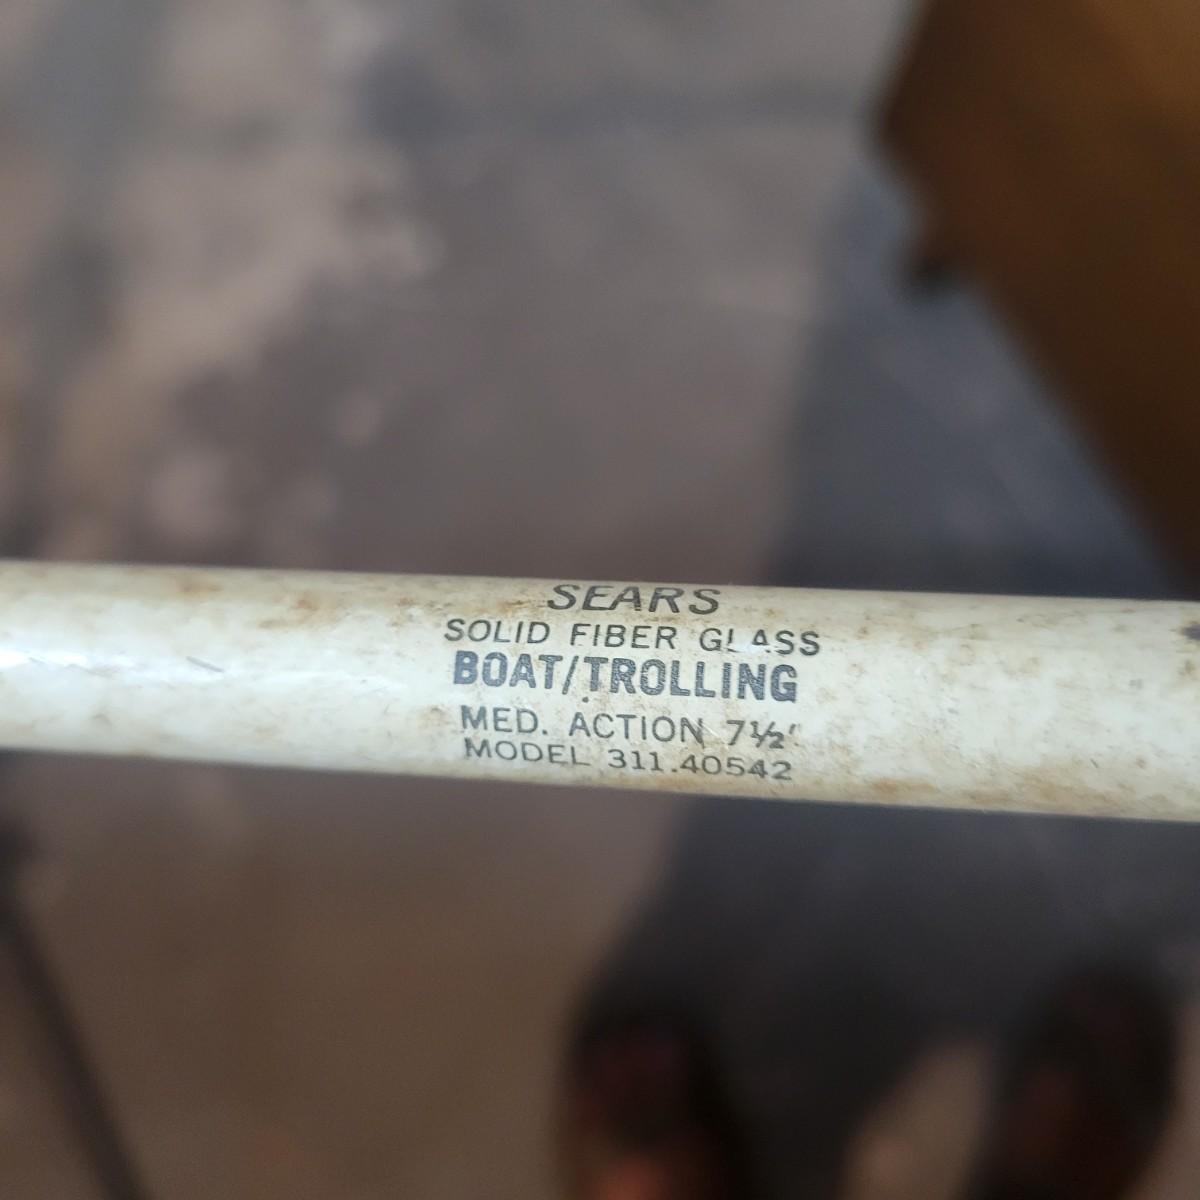 SEARS
SOLID FIBER GLASS
BOAT/TROLLING
MED. ACTION 7½'
MODEL 311.40542